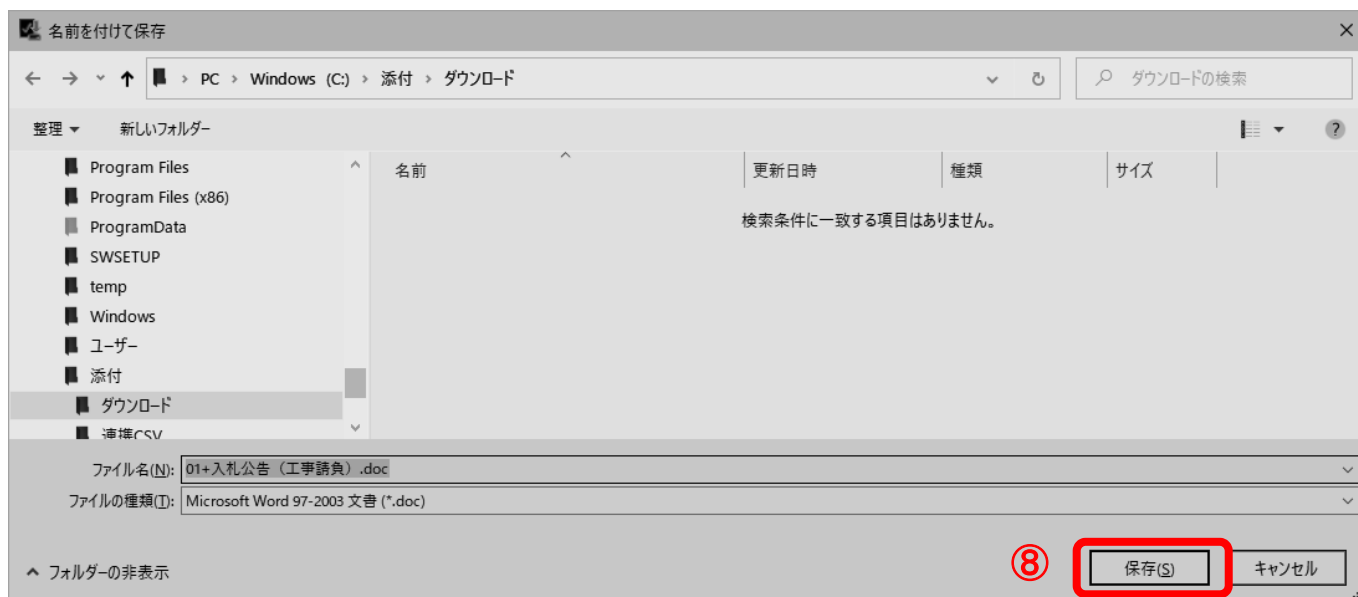 名前を付けて保存
PC > Windows (C:) > 添付 > ダウンロード
ダウンロードの検索
整理 新しいフォルダー
?
名前 更新日時 種類 サイズ
検索条件に一致する項目はありません。
Program Files
Program Files (x86)
ProgramData
SWSETUP
temp
Windows
ユーザー
添付
ダウンロード
連携CSV
ファイル名(N): 01+入札公告（工事請負）.doc
ファイルの種類(T): Microsoft Word 97-2003 文書 (*.doc)
フォルダーの非表示
⑧ 保存(S) キャンセル